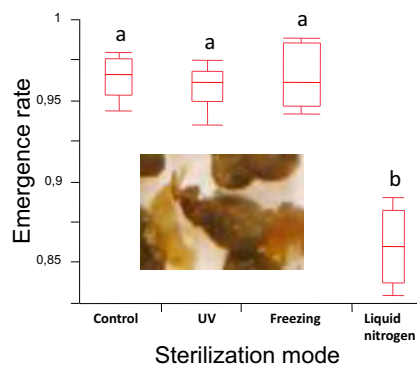 1
a
a
a
0,95
0,9
b
0,85
Emergence rate
Control
UV
Freezing
Liquid
nitrogen
Sterilization mode